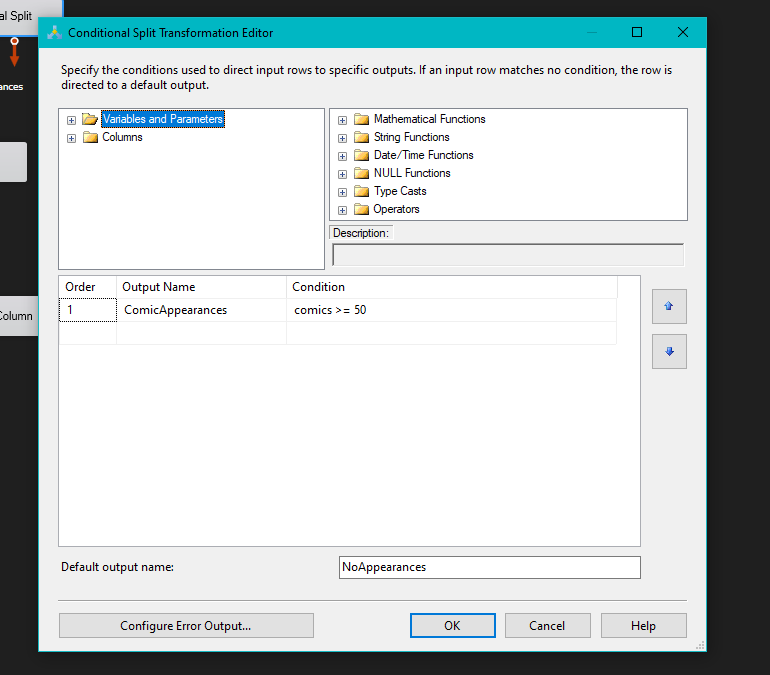 al Split
ances
Column
Conditional Split Transformation Editor
Specify the conditions used to direct input rows to specific outputs. If an input row matches no condition, the row is
directed to a default output.
Variables and Parameters
Columns
Mathematical Functions
String Functions
Date/Time Functions
NULL Functions
Type Casts
Operators
Description:
Order Output Name Condition
1 ComicAppearances comics >= 50
Default output name: NoAppearances
Configure Error Output... OK Cancel Help